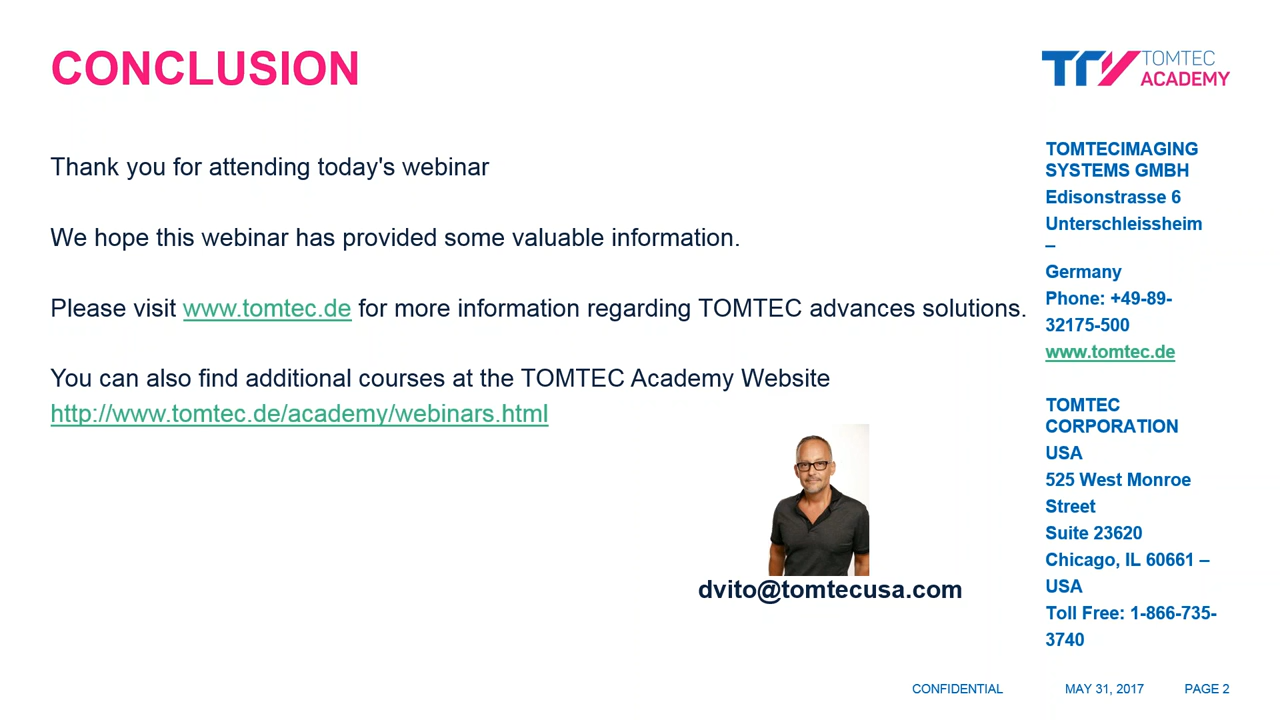 CONCLUSION
TOMTEC
ACADEMY
Thank you for attending today's webinar
We hope this webinar has provided some valuable information.
Please visit www.tomtec.de for more information regarding TOMTEC advances solutions.
You can also find additional courses at the TOMTEC Academy Website
http://www.tomtec.de/academy/webinars.html
dvito@tomtecusa.com
TOMTECIMAGING
SYSTEMS GMBH
Edisonstrasse 6
Unterschleissheim
–
Germany
Phone: +49-89-
32175-500
www.tomtec.de
TOMTEC
CORPORATION
USA
525 West Monroe
Street
Suite 23620
Chicago, IL 60661 –
USA
Toll Free: 1-866-735-
3740
CONFIDENTIAL MAY 31, 2017 PAGE 2